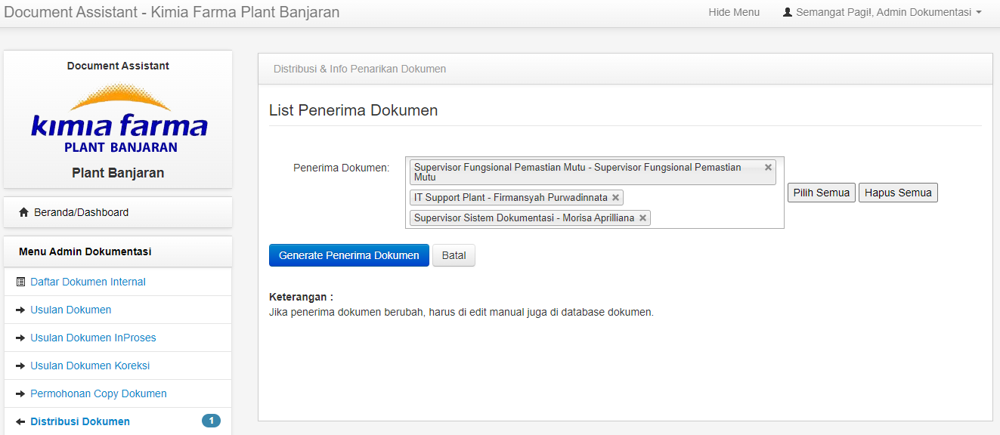 Document Assistant - Kimia Farma Plant Banjaran
Hide Menu
Semangat Pagi!, Admin Dokumentasi
Document Assistant
kimia farma
PLANT BANJARAN
Plant Banjaran
Beranda/Dashboard
Menu Admin Dokumentasi
Daftar Dokumen Internal
Usulan Dokumen
Usulan Dokumen InProses
Usulan Dokumen Koreksi
Permohonan Copy Dokumen
Distribusi Dokumen 1
Distribusi & Info Penarikan Dokumen
List Penerima Dokumen
Penerima Dokumen:
Supervisor Fungsional Pemastian Mutu - Supervisor Fungsional Pemastian
Mutu
IT Support Plant - Firmansyah Purwadinnata
Supervisor Sistem Dokumentasi - Morisa Aprilliana
Pilih Semua
Hapus Semua
Generate Penerima Dokumen
Batal
Keterangan :
Jika penerima dokumen berubah, harus di edit manual juga di database dokumen.